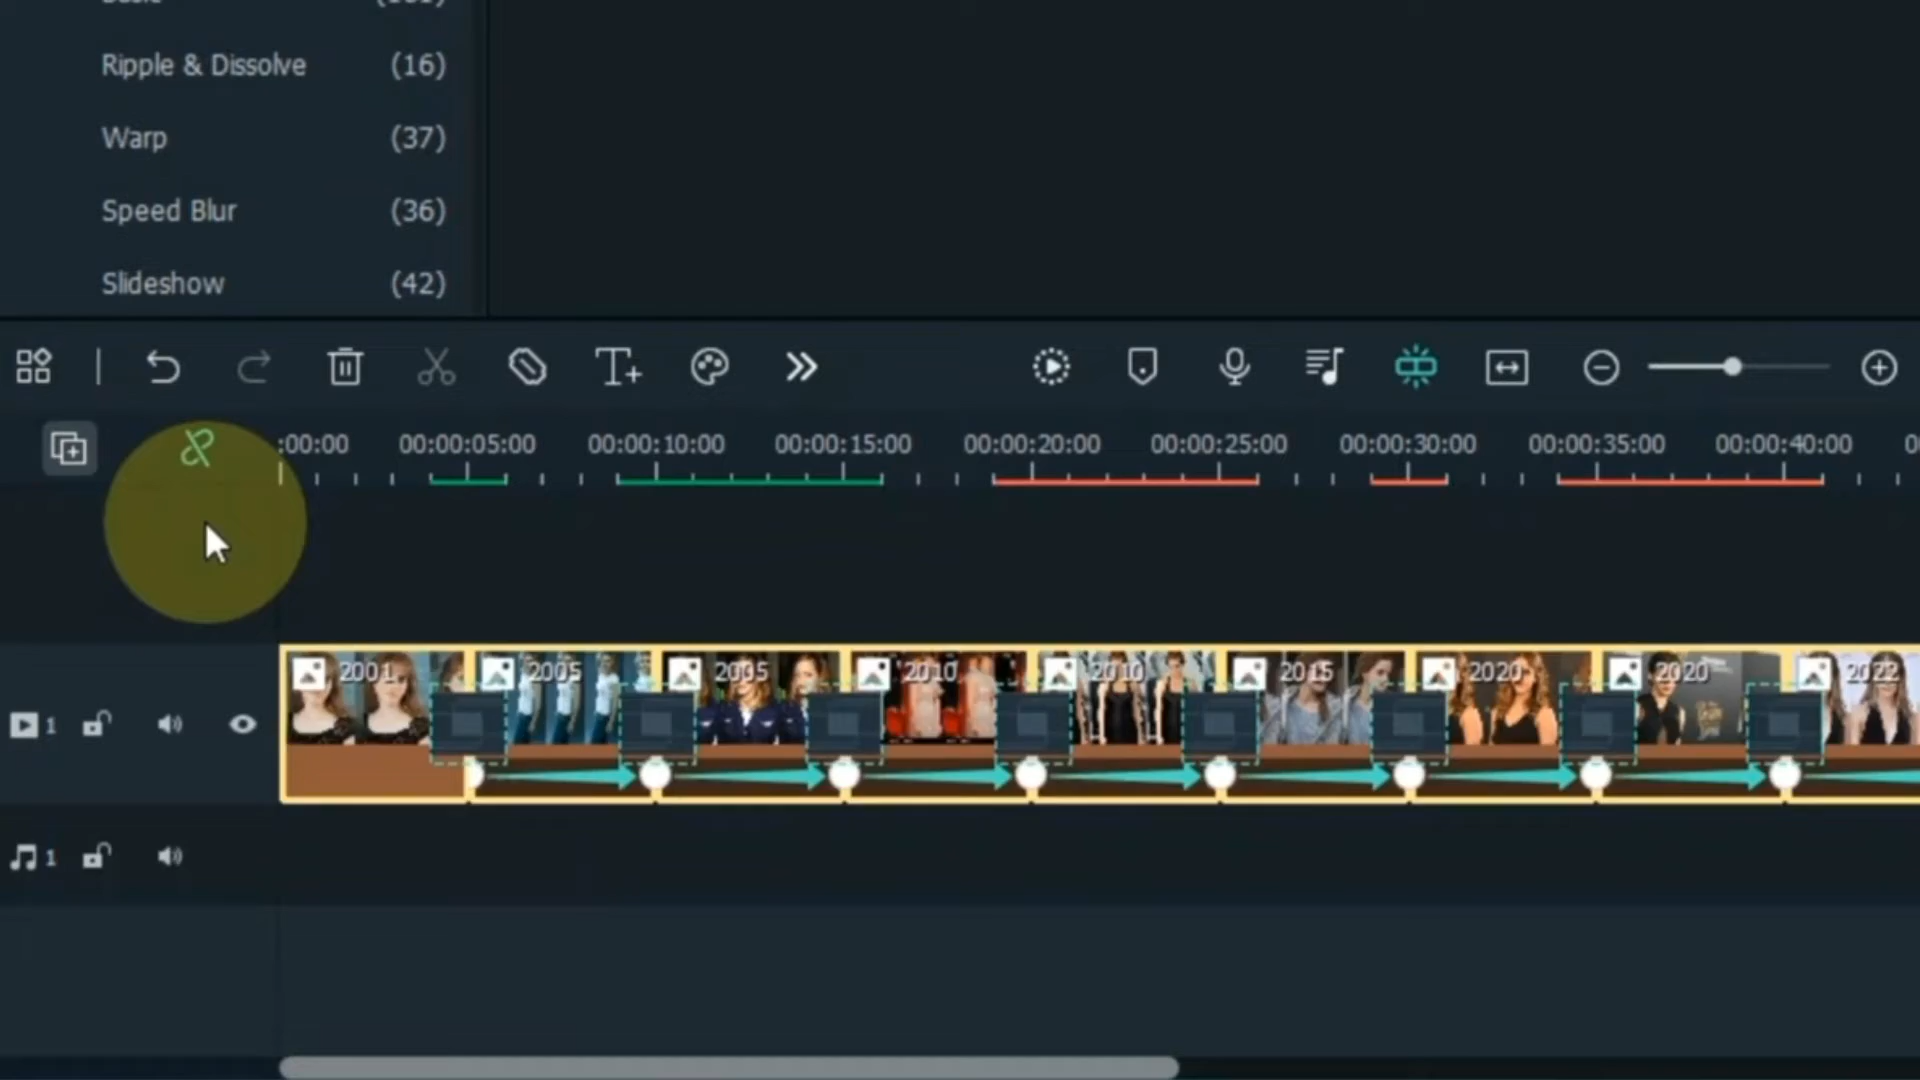 Ripple & Dissolve (16)
Warp (37)
Speed Blur (36)
Slideshow (42)
:00:00 00:00:05:00 00:00:10:00 00:00:15:00 00:00:20:00 00:00:25:00 00:00:30:00 00:00:35:00 00:00:40:00
2001 2005 2005 2010 2010 2015 2020 2020 2022
1
1